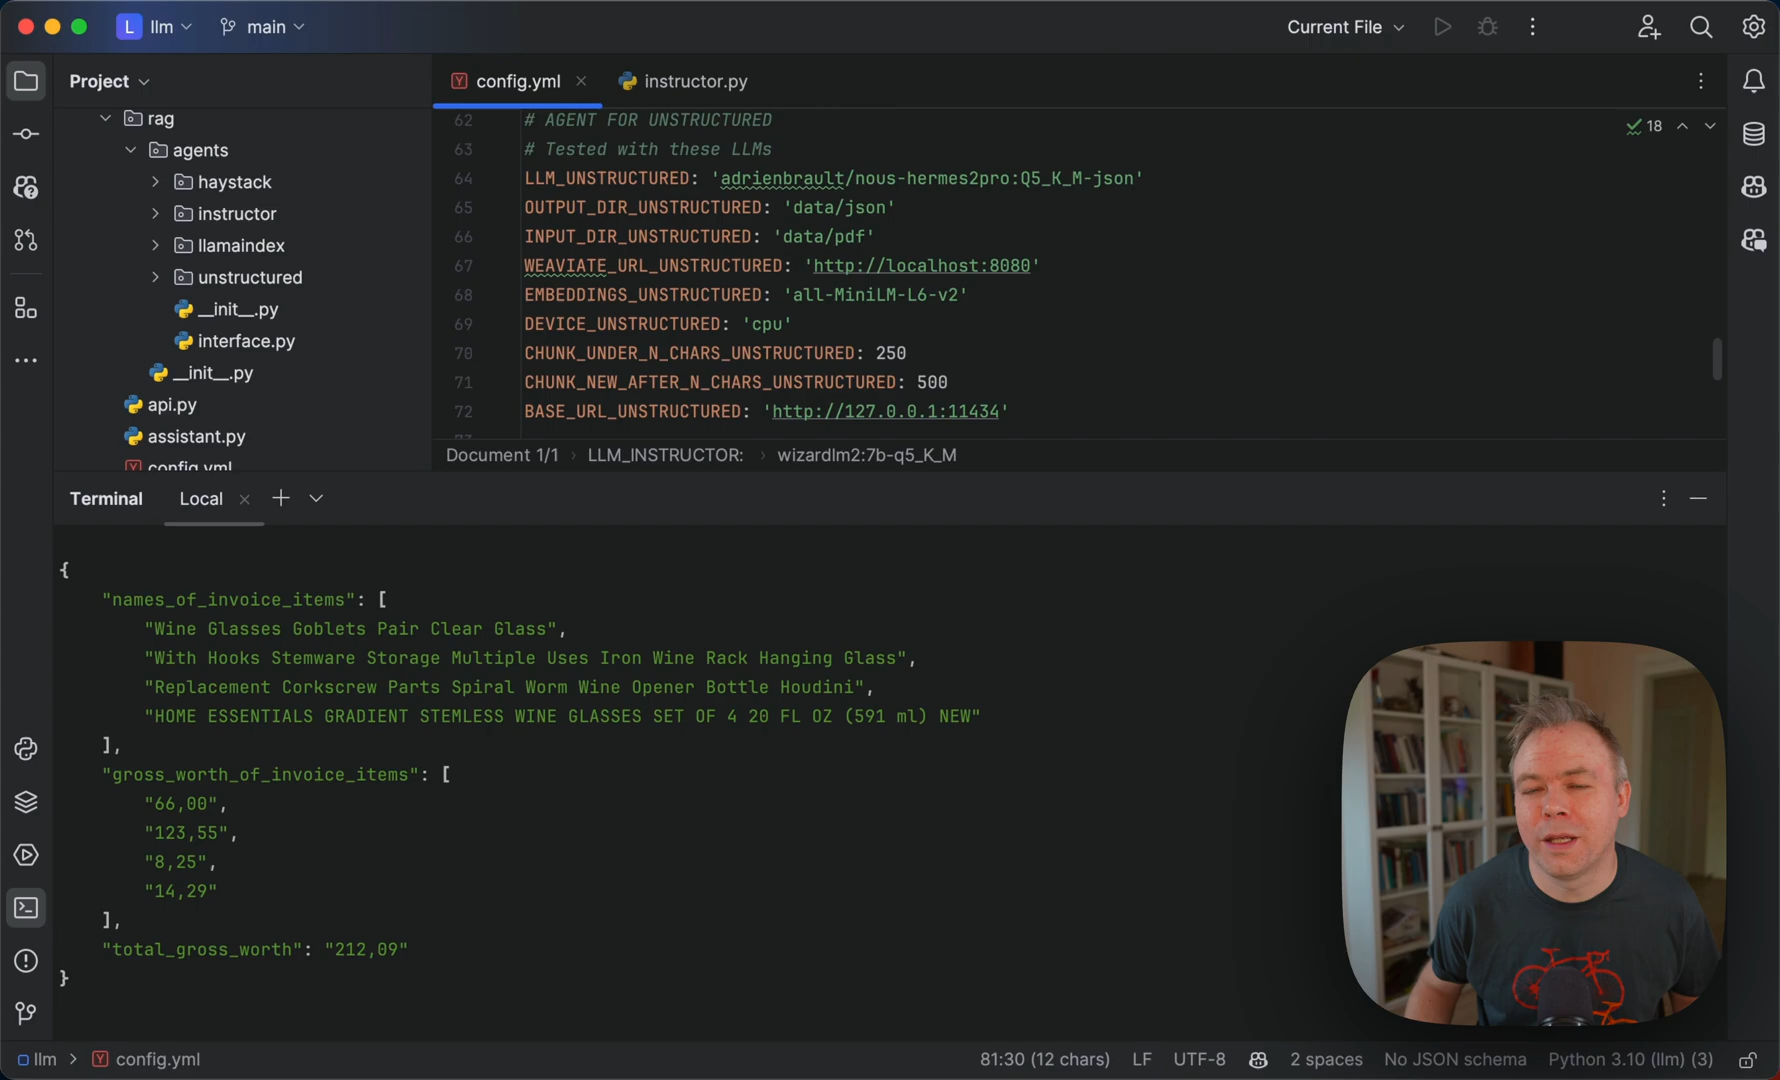 L llm main Current File
Project
config.yml
instructor.py
rag
agents
haystack
instructor
llamaindex
unstructured
__init__.py
interface.py
__init__.py
api.py
assistant.py
config.yml
62 # AGENT FOR UNSTRUCTURED
63 # Tested with these LLMs
64 LLM_UNSTRUCTURED: 'adrienbrault/nous-hermes2pro:Q5_K_M-json'
65 OUTPUT_DIR_UNSTRUCTURED: 'data/json'
66 INPUT_DIR_UNSTRUCTURED: 'data/pdf'
67 WEAVIATE_URL_UNSTRUCTURED: 'http://localhost:8080'
68 EMBEDDINGS_UNSTRUCTURED: 'all-MiniLM-L6-v2'
69 DEVICE_UNSTRUCTURED: 'cpu'
70 CHUNK_UNDER_N_CHARS_UNSTRUCTURED: 250
71 CHUNK_NEW_AFTER_N_CHARS_UNSTRUCTURED: 500
72 BASE_URL_UNSTRUCTURED: 'http://127.0.0.1:11434'
73
18
Document 1/1 › LLM_INSTRUCTOR: › wizardlm2:7b-q5_K_M
Terminal Local
{
"names_of_invoice_items": [
"Wine Glasses Goblets Pair Clear Glass",
"With Hooks Stemware Storage Multiple Uses Iron Wine Rack Hanging Glass",
"Replacement Corkscrew Parts Spiral Worm Wine Opener Bottle Houdini",
"HOME ESSENTIALS GRADIENT STEMLESS WINE GLASSES SET OF 4 20 FL OZ (591 ml) NEW"
],
"gross_worth_of_invoice_items": [
"66,00",
"123,55",
"8,25",
"14,29"
],
"total_gross_worth": "212,09"
}
llm › config.yml 81:30 (12 chars) LF UTF-8 2 spaces No JSON schema Python 3.10 (llm) (3)